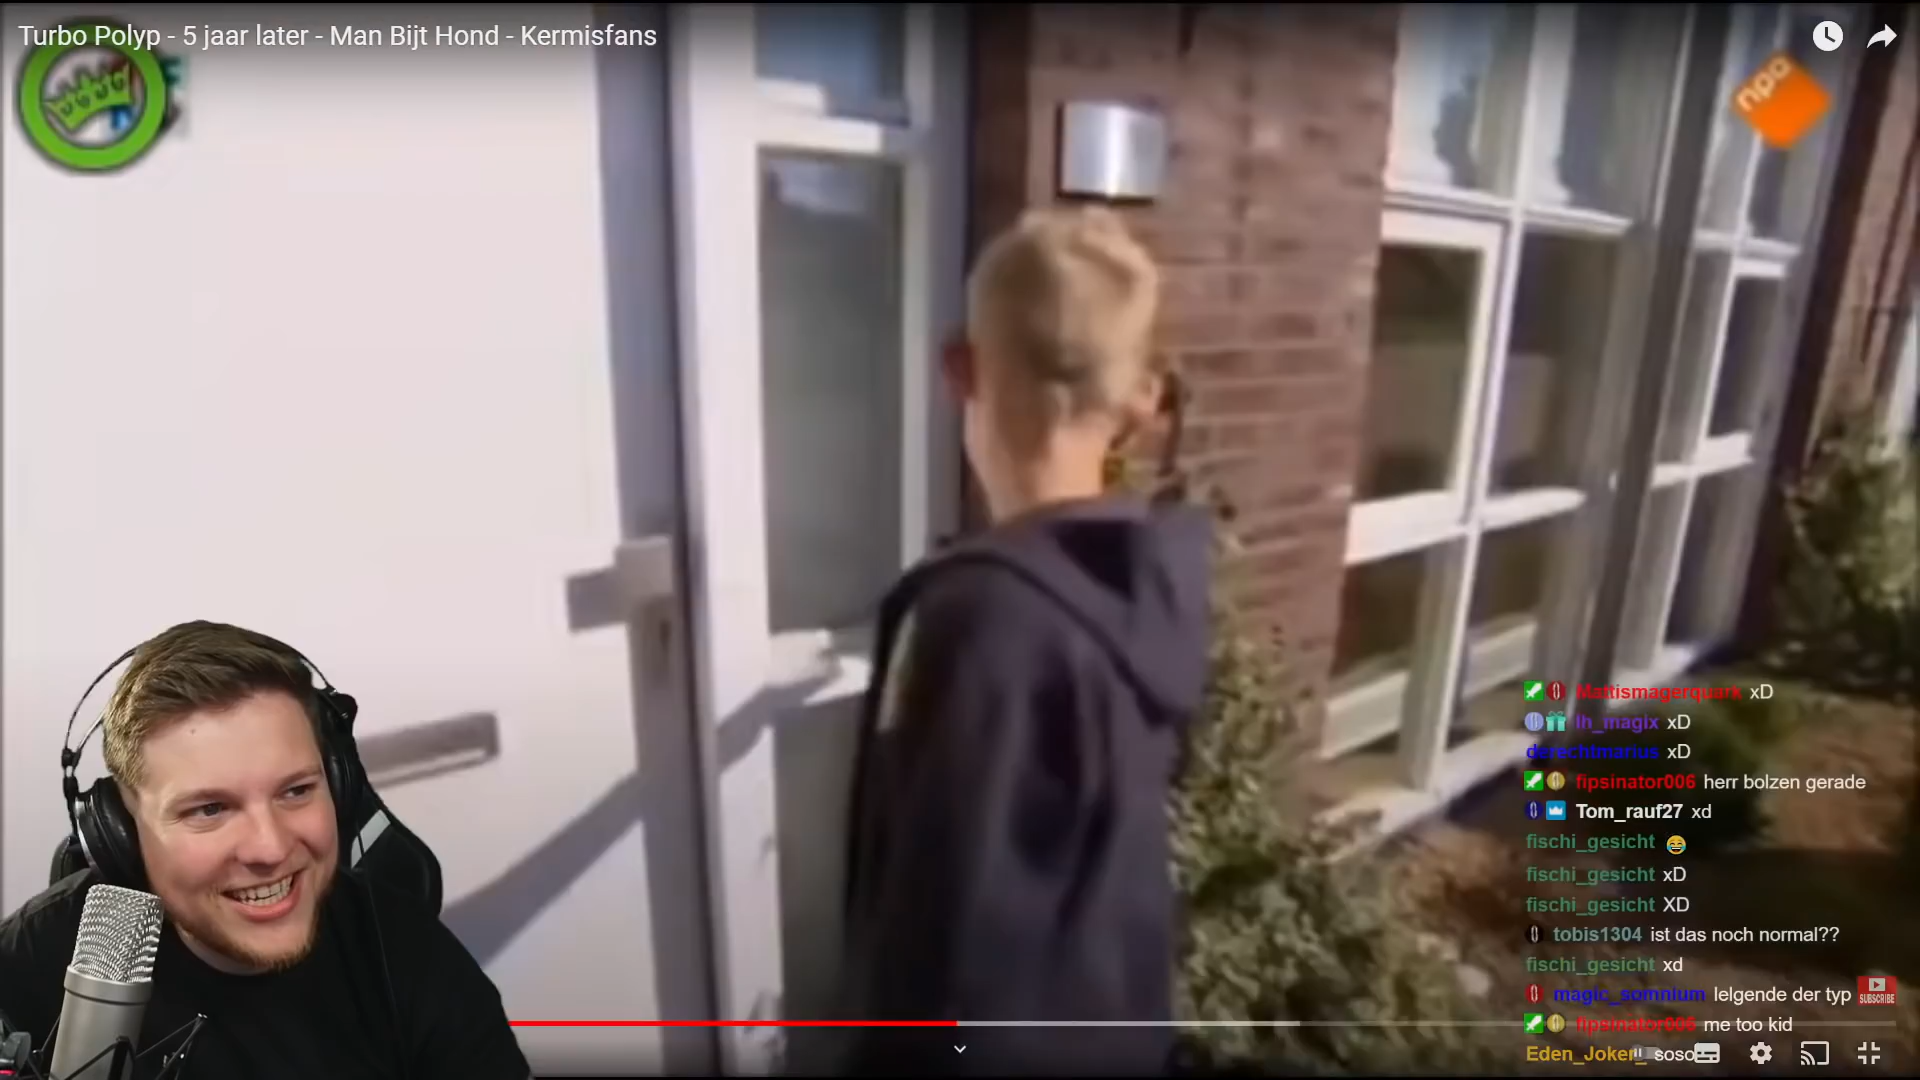 Turbo Polyp - 5 jaar later - Man Bijt Hond - Kermisfans
npo
Mattismagerquark xD
lh_magix xD
derechtmarius xD
fipsinator006 herr bolzen gerade
Tom_rauf27 xd
fischi_gesicht 😂
fischi_gesicht xD
fischi_gesicht XD
tobis1304 ist das noch normal??
fischi_gesicht xd
magic_somnium lelgende der typ SUBSCRIBE
fipsinator006 me too kid
Eden_Joker_ soso